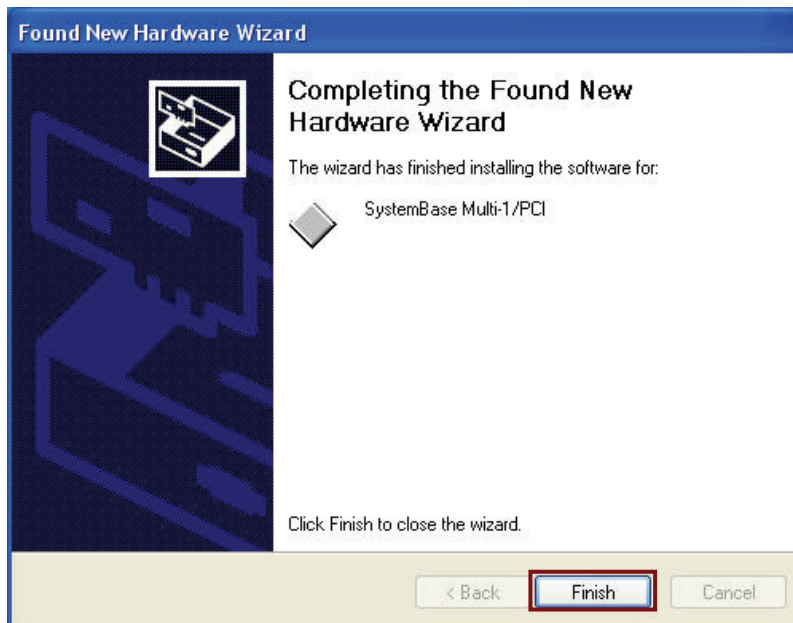 Found New Hardware Wizard
Completing the Found New
Hardware Wizard
The wizard has finished installing the software for:
SystemBase Multi-1/PCI
Click Finish to close the wizard.
< Back Finish Cancel